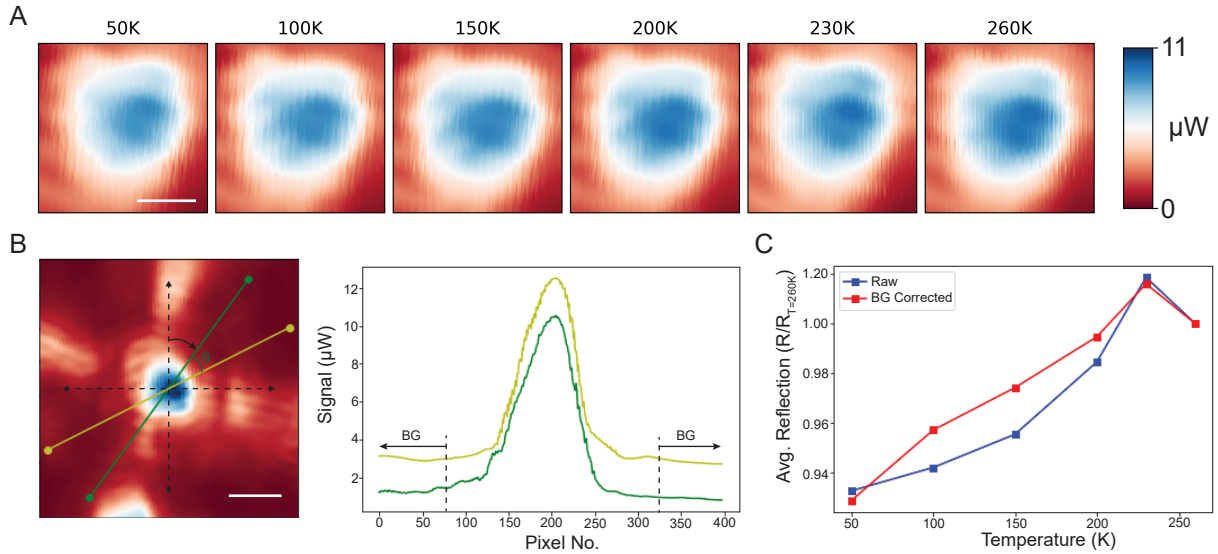 A
50K 100K 150K 200K 230K 260K
11
µW
0
B
Signal (µW)
12
10
8
6
4
2
BG
BG
0 50 100 150 200 250 300 350 400
Pixel No.
C
Avg. Reflection (R/R_T=260K)
1.20
1.00
0.98
0.96
0.94
Raw
BG Corrected
50 100 150 200 250
Temperature (K)